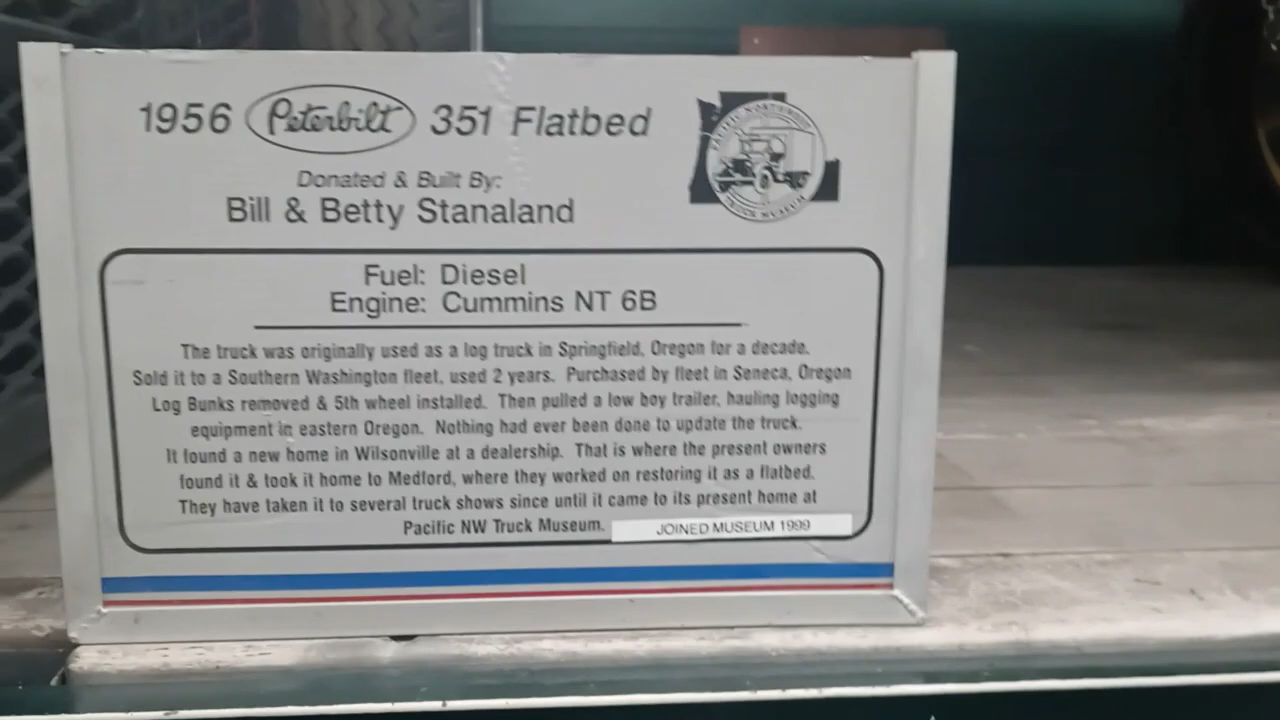 1956 Peterbilt 351 Flatbed
PACIFIC NORTHWEST
TRUCK MUSEUM
Donated & Built By:
Bill & Betty Stanaland
Fuel: Diesel
Engine: Cummins NT 6B
The truck was originally used as a log truck in Springfield, Oregon for a decade.
Sold it to a Southern Washington fleet, used 2 years. Purchased by fleet in Seneca, Oregon
Log Bunks removed & 5th wheel installed. Then pulled a low boy trailer, hauling logging
equipment in eastern Oregon. Nothing had ever been done to update the truck.
It found a new home in Wilsonville at a dealership. That is where the present owners
found it & took it home to Medford, where they worked on restoring it as a flatbed.
They have taken it to several truck shows since until it came to its present home at
Pacific NW Truck Museum. JOINED MUSEUM 1999